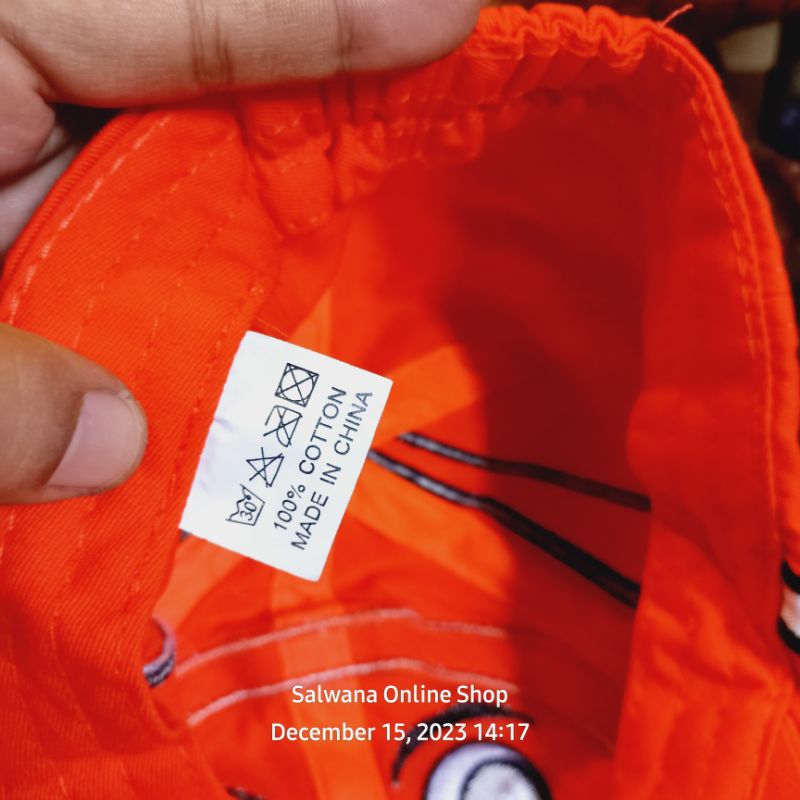 30°
100% COTTON
MADE IN CHINA
Salwana Online Shop
December 15, 2023 14:17